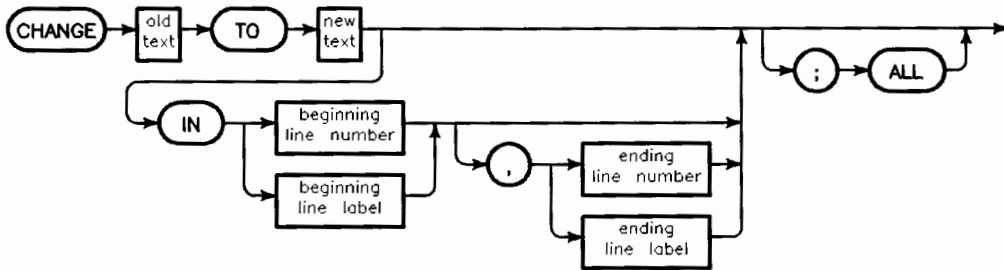 CHANGE old text TO new text
; ALL
IN beginning line number
beginning line label
, ending line number
ending line label